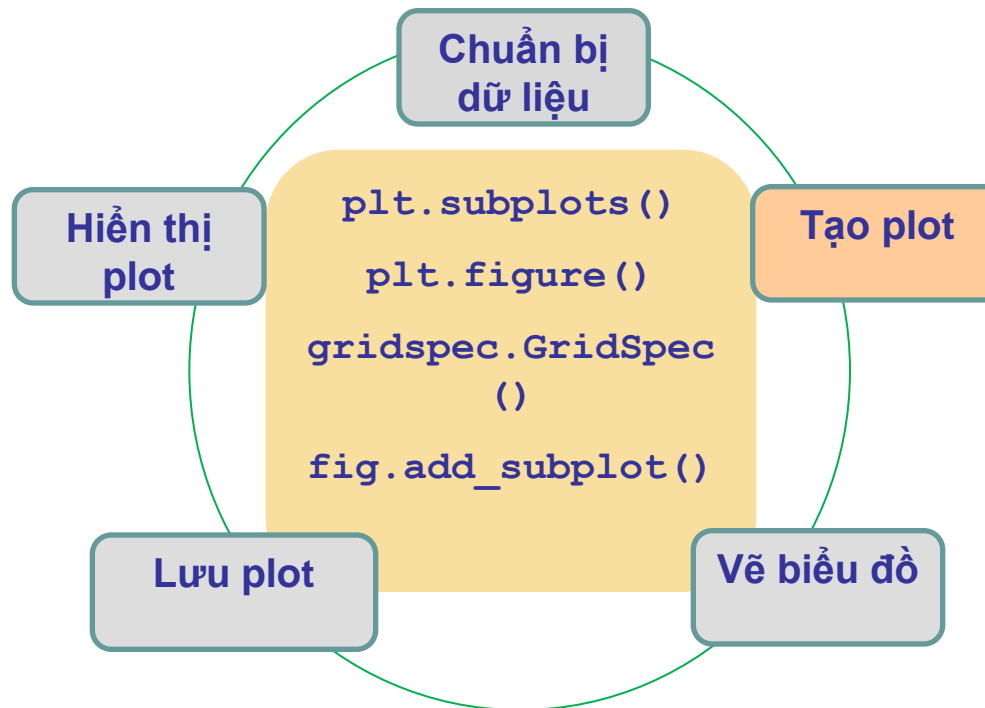 Chuẩn bị
dữ liệu
Hiển thị
plot
plt.subplots()
plt.figure()
gridspec.GridSpec
()
fig.add_subplot()
Tạo plot
Lưu plot
Vẽ biểu đồ